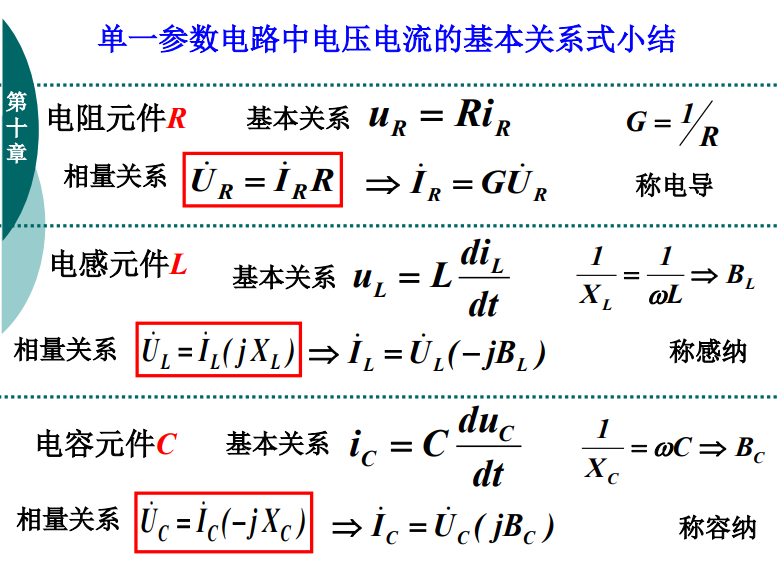 单一参数电路中电压电流的基本关系式小结
第十章
电阻元件R 基本关系 u_R = Ri_R G = 1/R
相量关系 U̇_R = İ_R R ⇒ İ_R = GU̇_R 称电导
电感元件L 基本关系 u_L = L di_L/dt 1/X_L = 1/ωL ⇒ B_L
相量关系 U̇_L = İ_L(jX_L) ⇒ İ_L = U̇_L(−jB_L) 称感纳
电容元件C 基本关系 i_C = C du_C/dt 1/X_C = ωC ⇒ B_C
相量关系 U̇_C = İ_C(−jX_C) ⇒ İ_C = U̇_C(jB_C) 称容纳